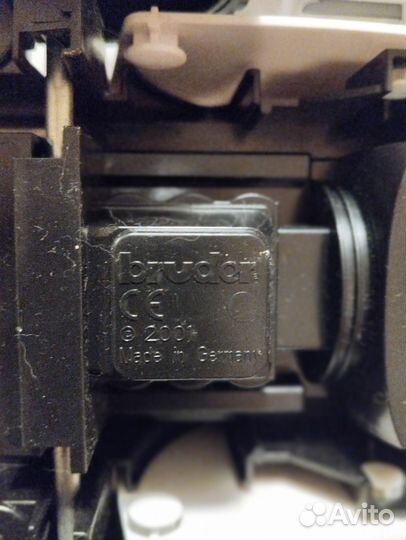 bruder
CE
© 2001
Made in Germany
Avito